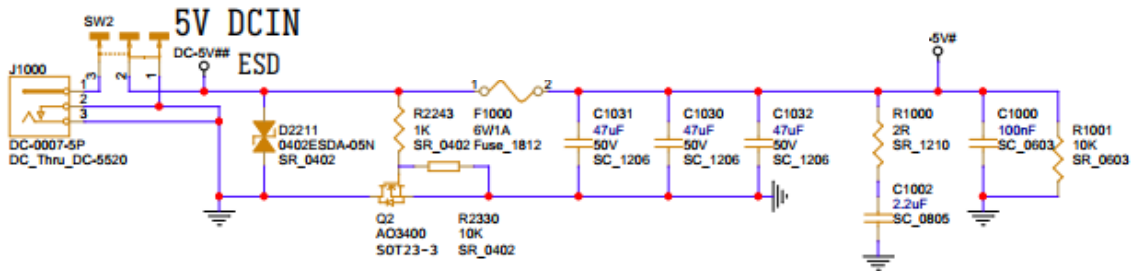 5V DCIN
SW2
DC-5V##
ESD
-5V#
J1000
3
2
1
1
2
3
1
2
R2243
1K
SR_0402
F1000
6V/1A
Fuse_1812
C1031
47uF
50V
SC_1206
C1030
47uF
50V
SC_1206
C1032
47uF
50V
SC_1206
R1000
2R
SR_1210
C1000
100nF
SC_0603
R1001
10K
SR_0603
D2211
0402ESDA-05N
SR_0402
DC-0007-5P
DC_Thru_DC-5520
C1002
2.2uF
SC_0805
Q2
AO3400
SOT23-3
R2330
10K
SR_0402